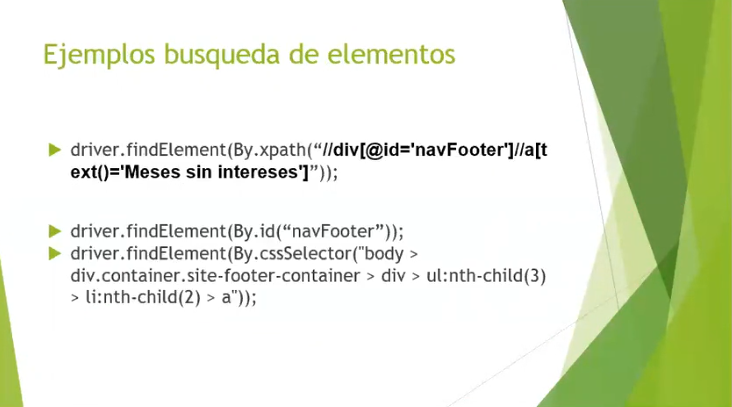 Ejemplos busqueda de elementos
driver.findElement(By.xpath(“//div[@id='navFooter']//a[t
ext()='Meses sin intereses']”));
driver.findElement(By.id(“navFooter”));
driver.findElement(By.cssSelector("body >
div.container.site-footer-container > div > ul:nth-child(3)
> li:nth-child(2) > a"));